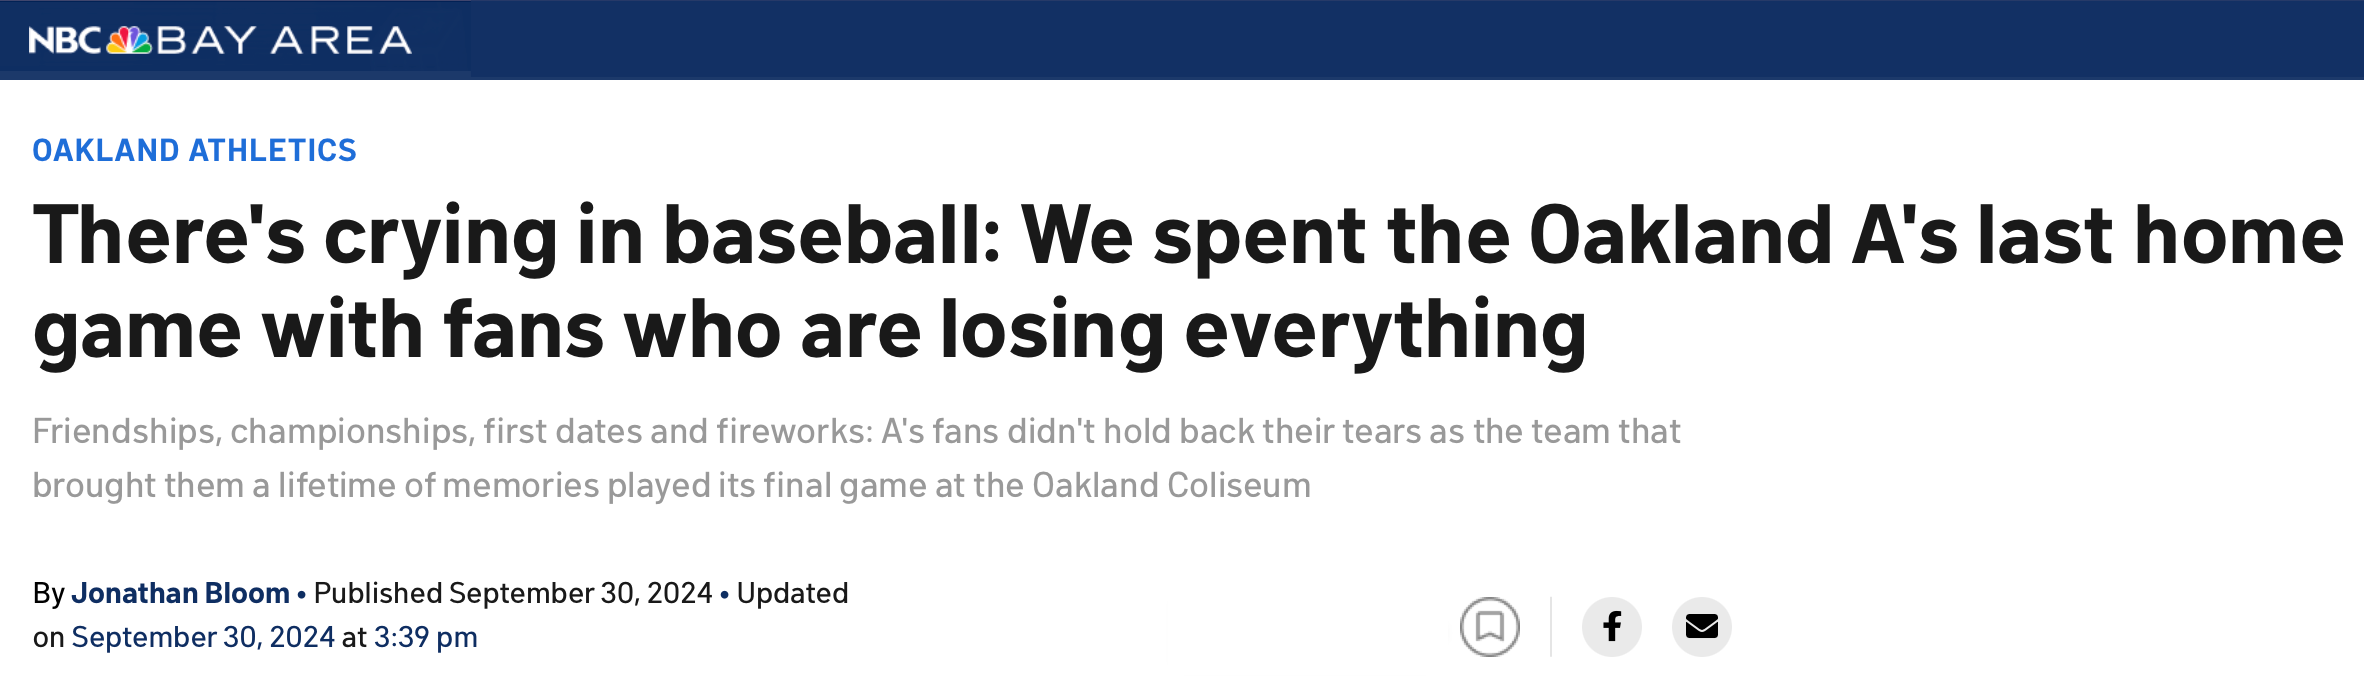 NBC BAY AREA
OAKLAND ATHLETICS
There's crying in baseball: We spent the Oakland A's last home
game with fans who are losing everything
Friendships, championships, first dates and fireworks: A's fans didn't hold back their tears as the team that
brought them a lifetime of memories played its final game at the Oakland Coliseum
By Jonathan Bloom • Published September 30, 2024 • Updated
on September 30, 2024 at 3:39 pm